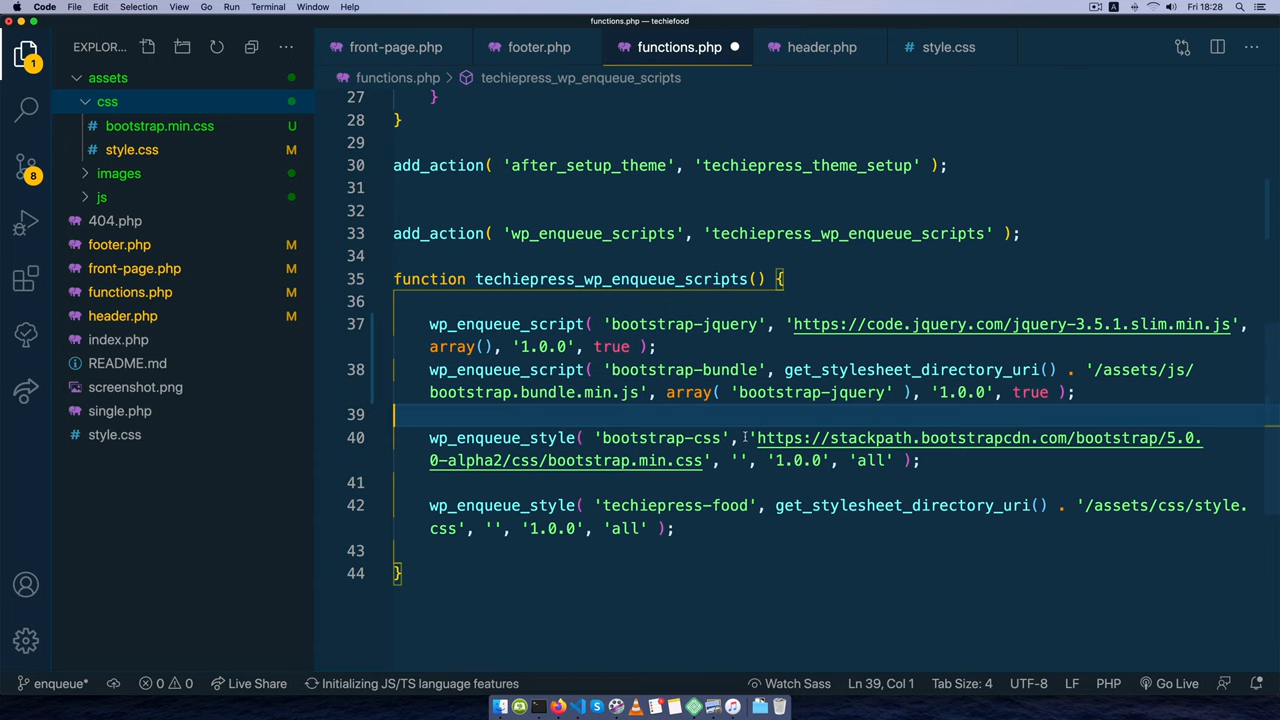 Code File Edit Selection View Go Run Terminal Window Help Fri 18:28
functions.php — techiefood
EXPLOR... front-page.php footer.php functions.php header.php style.css
functions.php > techiepress_wp_enqueue_scripts
assets
css
bootstrap.min.css U
style.css M
images
js
404.php
footer.php M
front-page.php M
functions.php M
header.php M
index.php
README.md
screenshot.png
single.php
style.css
1
8
27 }
28 }
29
30 add_action( 'after_setup_theme', 'techiepress_theme_setup' );
31
32
33 add_action( 'wp_enqueue_scripts', 'techiepress_wp_enqueue_scripts' );
34
35 function techiepress_wp_enqueue_scripts() {
36
37 wp_enqueue_script( 'bootstrap-jquery', 'https://code.jquery.com/jquery-3.5.1.slim.min.js',
array(), '1.0.0', true );
38 wp_enqueue_script( 'bootstrap-bundle', get_stylesheet_directory_uri() . '/assets/js/
bootstrap.bundle.min.js', array( 'bootstrap-jquery' ), '1.0.0', true );
39
40 wp_enqueue_style( 'bootstrap-css', 'https://stackpath.bootstrapcdn.com/bootstrap/5.0.
0-alpha2/css/bootstrap.min.css', '', '1.0.0', 'all' );
41
42 wp_enqueue_style( 'techiepress-food', get_stylesheet_directory_uri() . '/assets/css/style.
css', '', '1.0.0', 'all' );
43
44 }
enqueue* 0 0 Live Share Initializing JS/TS language features Watch Sass Ln 39, Col 1 Tab Size: 4 UTF-8 LF PHP Go Live